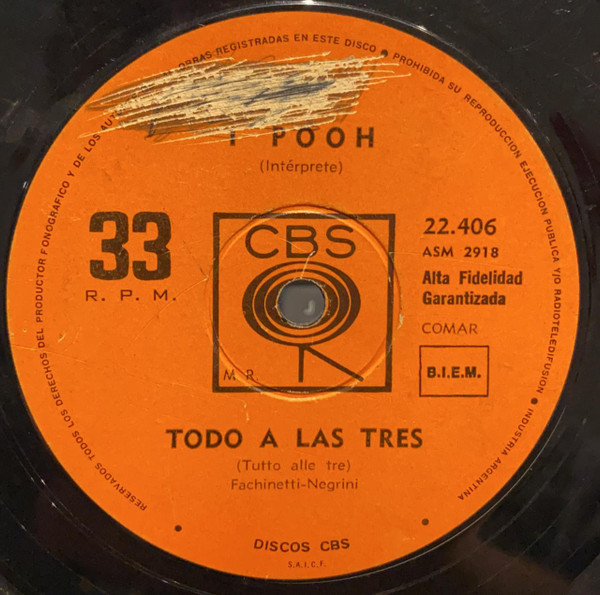 RESERVADOS TODOS LOS DERECHOS DEL PRODUCTOR FONOGRAFICO Y DE LOS OBRAS REGISTRADAS EN ESTE DISCO • PROHIBIDA SU REPRODUCCION EJECUCION PUBLICA Y/O RADIOTELEDIFUSION • INDUSTRIA ARGENTINA
I POOH
(Intérprete)
33
R. P. M.
CBS
M R
22.406
ASM 2918
Alta Fidelidad
Garantizada
COMAR
B.I.E.M.
TODO A LAS TRES
(Tutto alle tre)
Fachinetti-Negrini
DISCOS CBS
S.A.I.C.F.